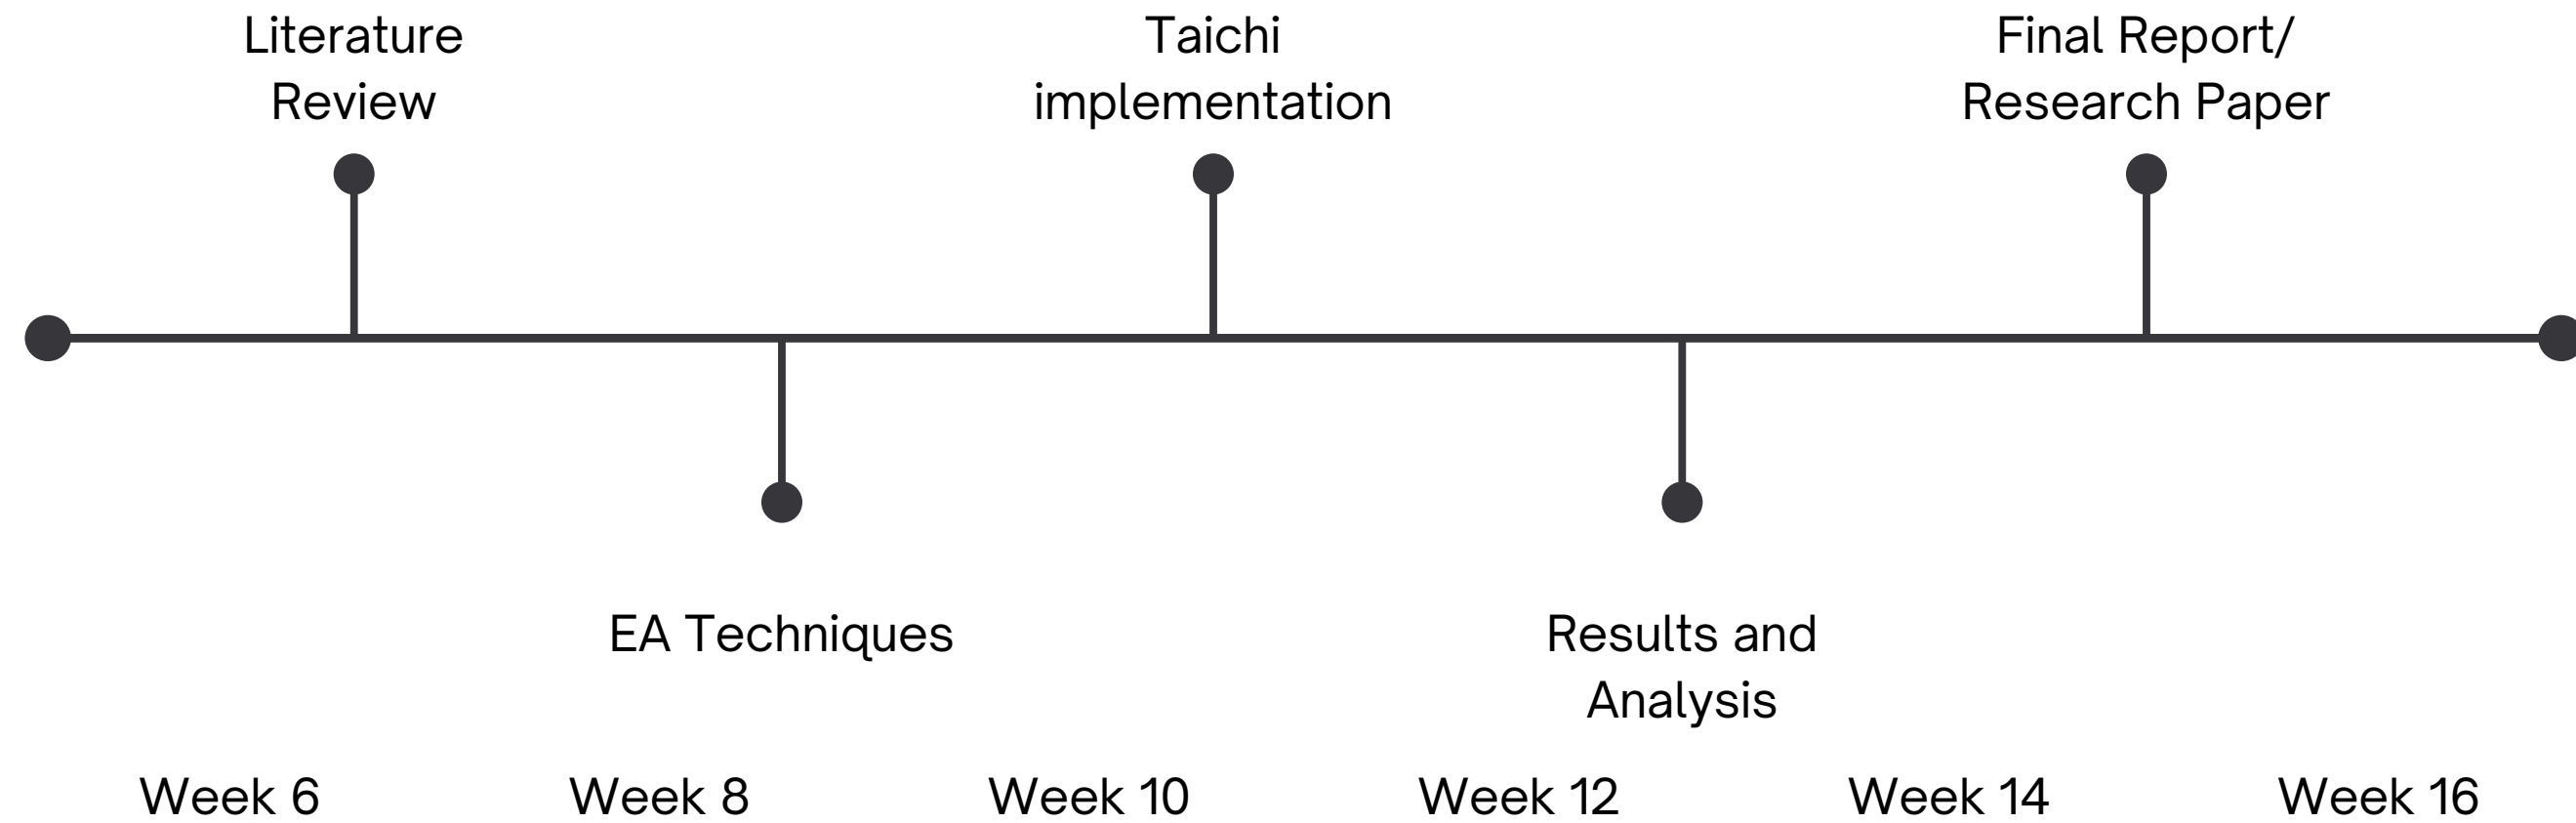 Literature
Review
Taichi
implementation
Final Report/
Research Paper
EA Techniques
Results and
Analysis
Week 6
Week 8
Week 10
Week 12
Week 14
Week 16